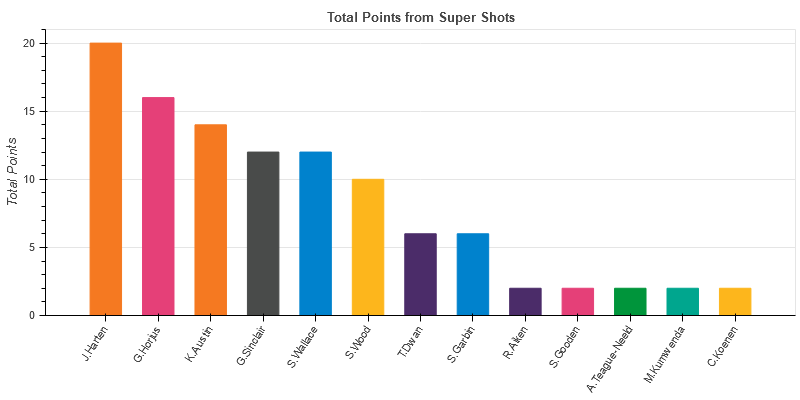 Total Points from Super Shots
Total Points
20
15
10
5
0
J.Harten
G.Horjus
K.Austin
G.Sinclair
S.Wallace
S.Wood
T.Dwan
S.Garbin
R.Aiken
S.Gooden
A.Teague-Neeld
M.Kumwenda
C.Koenen